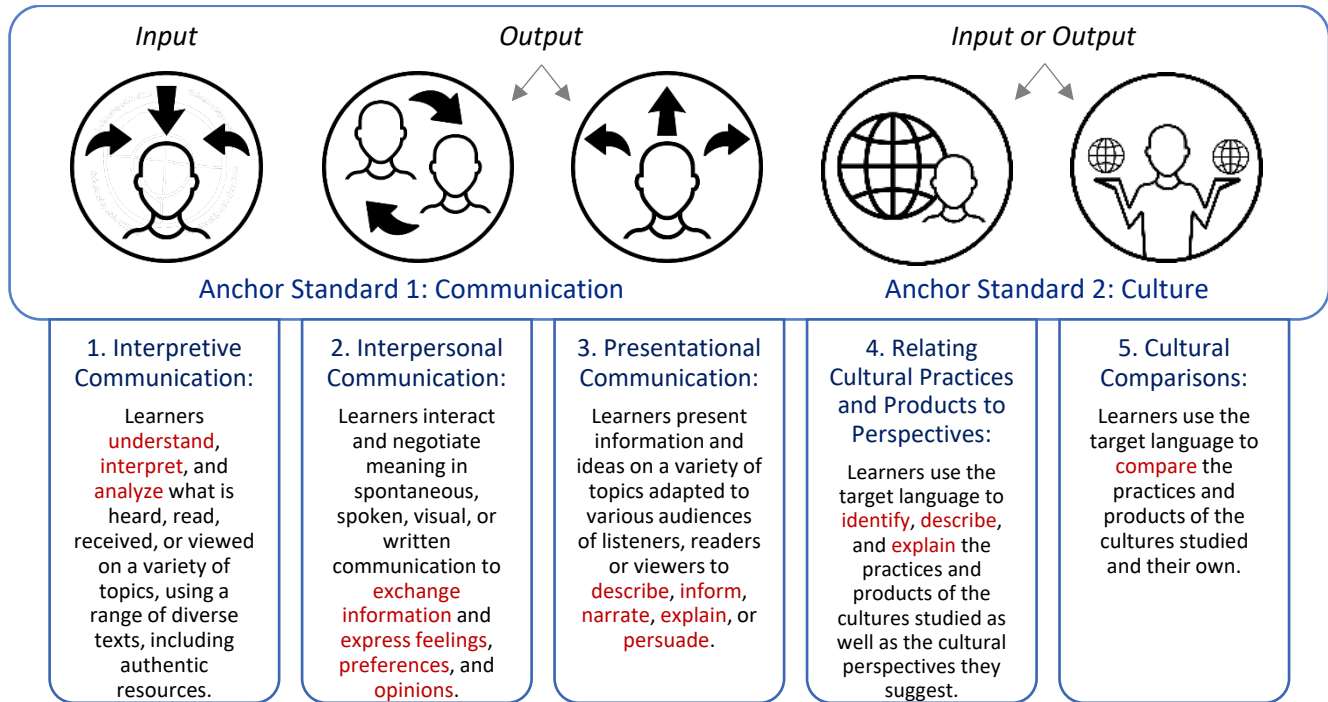 Input
Output
Input or Output
Anchor Standard 1: Communication
Anchor Standard 2: Culture
1. Interpretive
Communication:
Learners
understand,
interpret, and
analyze what is
heard, read,
received, or viewed
on a variety of
topics, using a
range of diverse
texts, including
authentic
resources.
2. Interpersonal
Communication:
Learners interact
and negotiate
meaning in
spontaneous,
spoken, visual, or
written
communication to
exchange
information and
express feelings,
preferences, and
opinions.
3. Presentational
Communication:
Learners present
information and
ideas on a variety of
topics adapted to
various audiences
of listeners, readers
or viewers to
describe, inform,
narrate, explain, or
persuade.
4. Relating
Cultural Practices
and Products to
Perspectives:
Learners use the
target language to
identify, describe,
and explain the
practices and
products of the
cultures studied as
well as the cultural
perspectives they
suggest.
5. Cultural
Comparisons:
Learners use the
target language to
compare the
practices and
products of the
cultures studied
and their own.